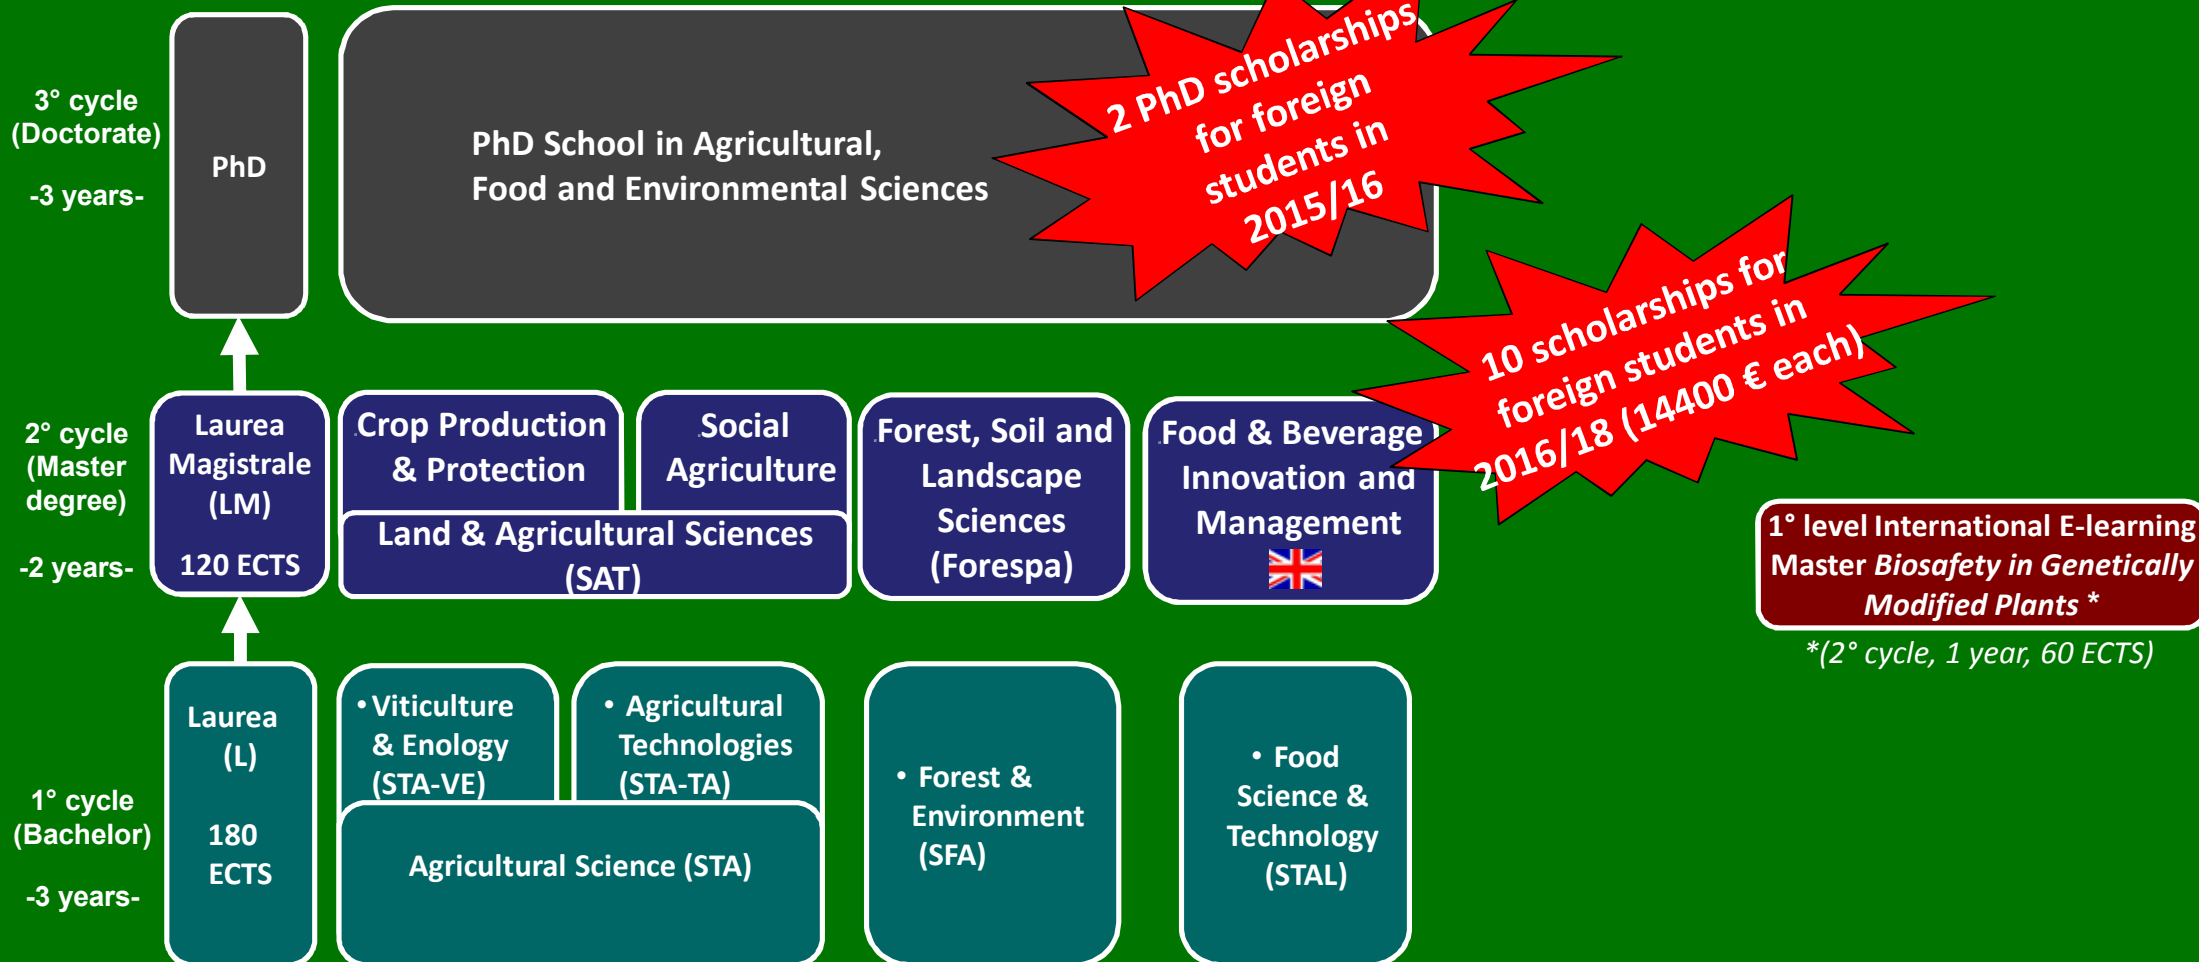 3° cycle
(Doctorate)
-3 years-
PhD
PhD School in Agricultural,
Food and Environmental Sciences
2 PhD scholarships
for foreign
students in
2015/16
10 scholarships for
foreign students in
2016/18 (14400 € each)
2° cycle
(Master
degree)
-2 years-
Laurea
Magistrale
(LM)
120 ECTS
Crop Production
& Protection
Social
Agriculture
Land & Agricultural Sciences
(SAT)
Forest, Soil and
Landscape
Sciences
(Forespa)
Food & Beverage
Innovation and
Management
1° level International E-learning
Master Biosafety in Genetically
Modified Plants *
*(2° cycle, 1 year, 60 ECTS)
1° cycle
(Bachelor)
-3 years-
Laurea
(L)
180
ECTS
• Viticulture
& Enology
(STA-VE)
• Agricultural
Technologies
(STA-TA)
Agricultural Science (STA)
• Forest &
Environment
(SFA)
• Food
Science &
Technology
(STAL)